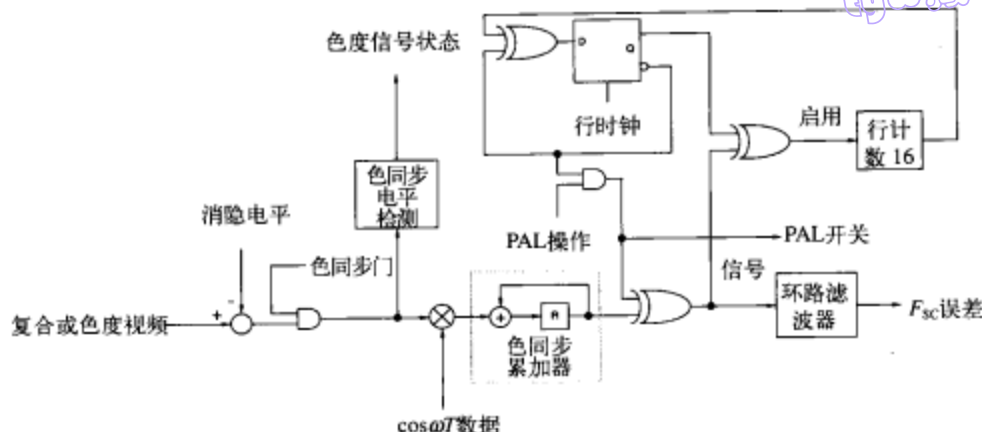 色度信号状态
行时钟
启用
行计
数 16
色同步
电平
检测
消隐电平
色同步门
PAL操作
PAL开关
信号
复合或色度视频
+
-
+
R
环路滤
波器
FSC误差
色同步
累加器
cosωT数据